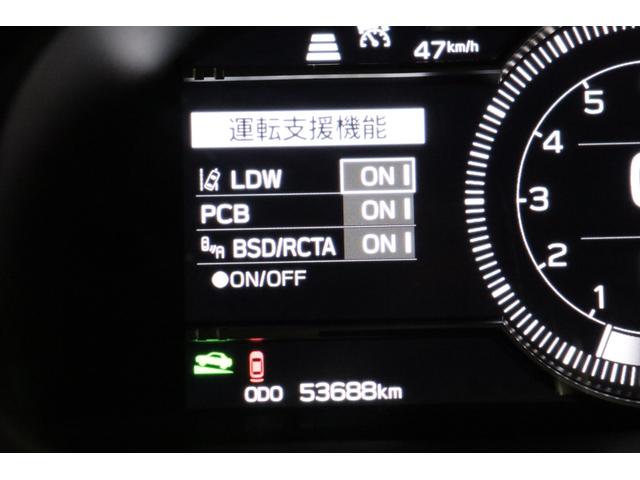 47km/h
運転支援機能
LDW ON
PCB ON
BSD/RCTA ON
●ON/OFF
5
4
3
2
1
ODO 53688km